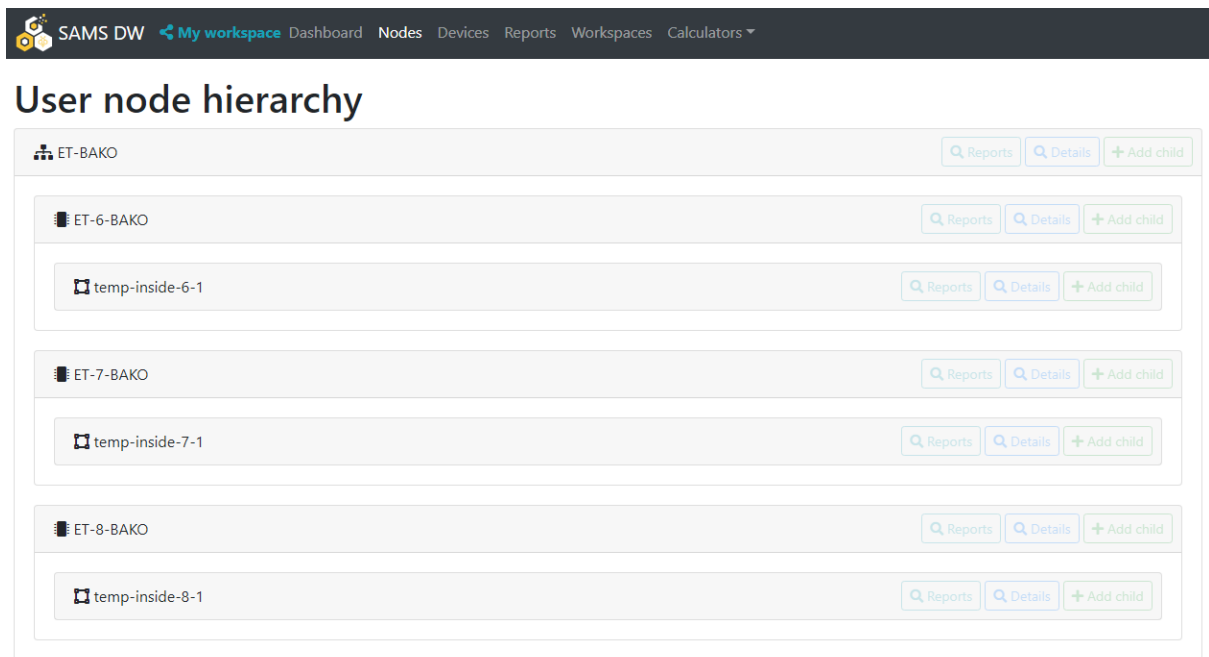 SAMS DW My workspace Dashboard Nodes Devices Reports Workspaces Calculators
User node hierarchy
ET-BAKO Reports Details Add child
ET-6-BAKO Reports Details Add child
temp-inside-6-1 Reports Details Add child
ET-7-BAKO Reports Details Add child
temp-inside-7-1 Reports Details Add child
ET-8-BAKO Reports Details Add child
temp-inside-8-1 Reports Details Add child